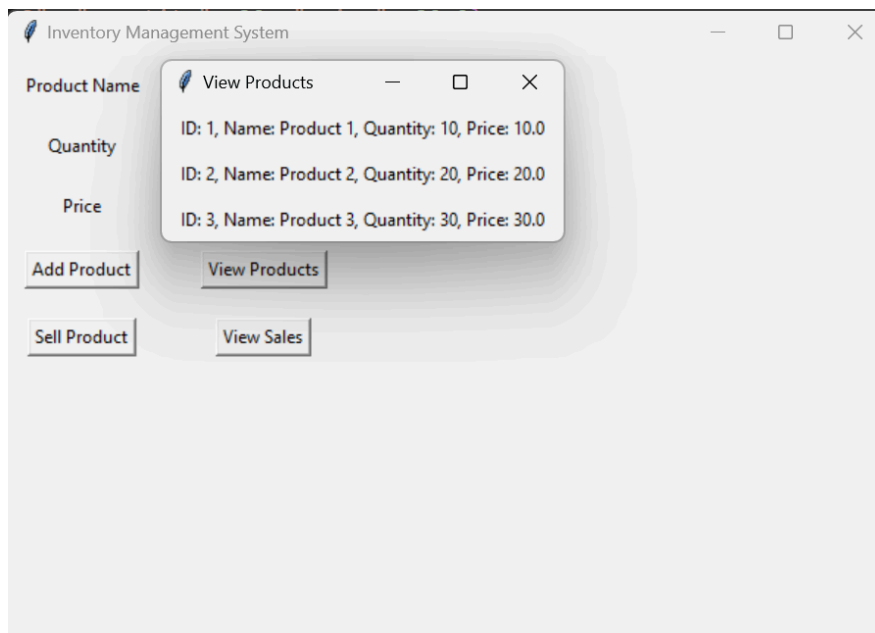 Inventory Management System
Product Name
View Products
ID: 1, Name: Product 1, Quantity: 10, Price: 10.0
Quantity
ID: 2, Name: Product 2, Quantity: 20, Price: 20.0
Price
ID: 3, Name: Product 3, Quantity: 30, Price: 30.0
Add Product
View Products
Sell Product
View Sales